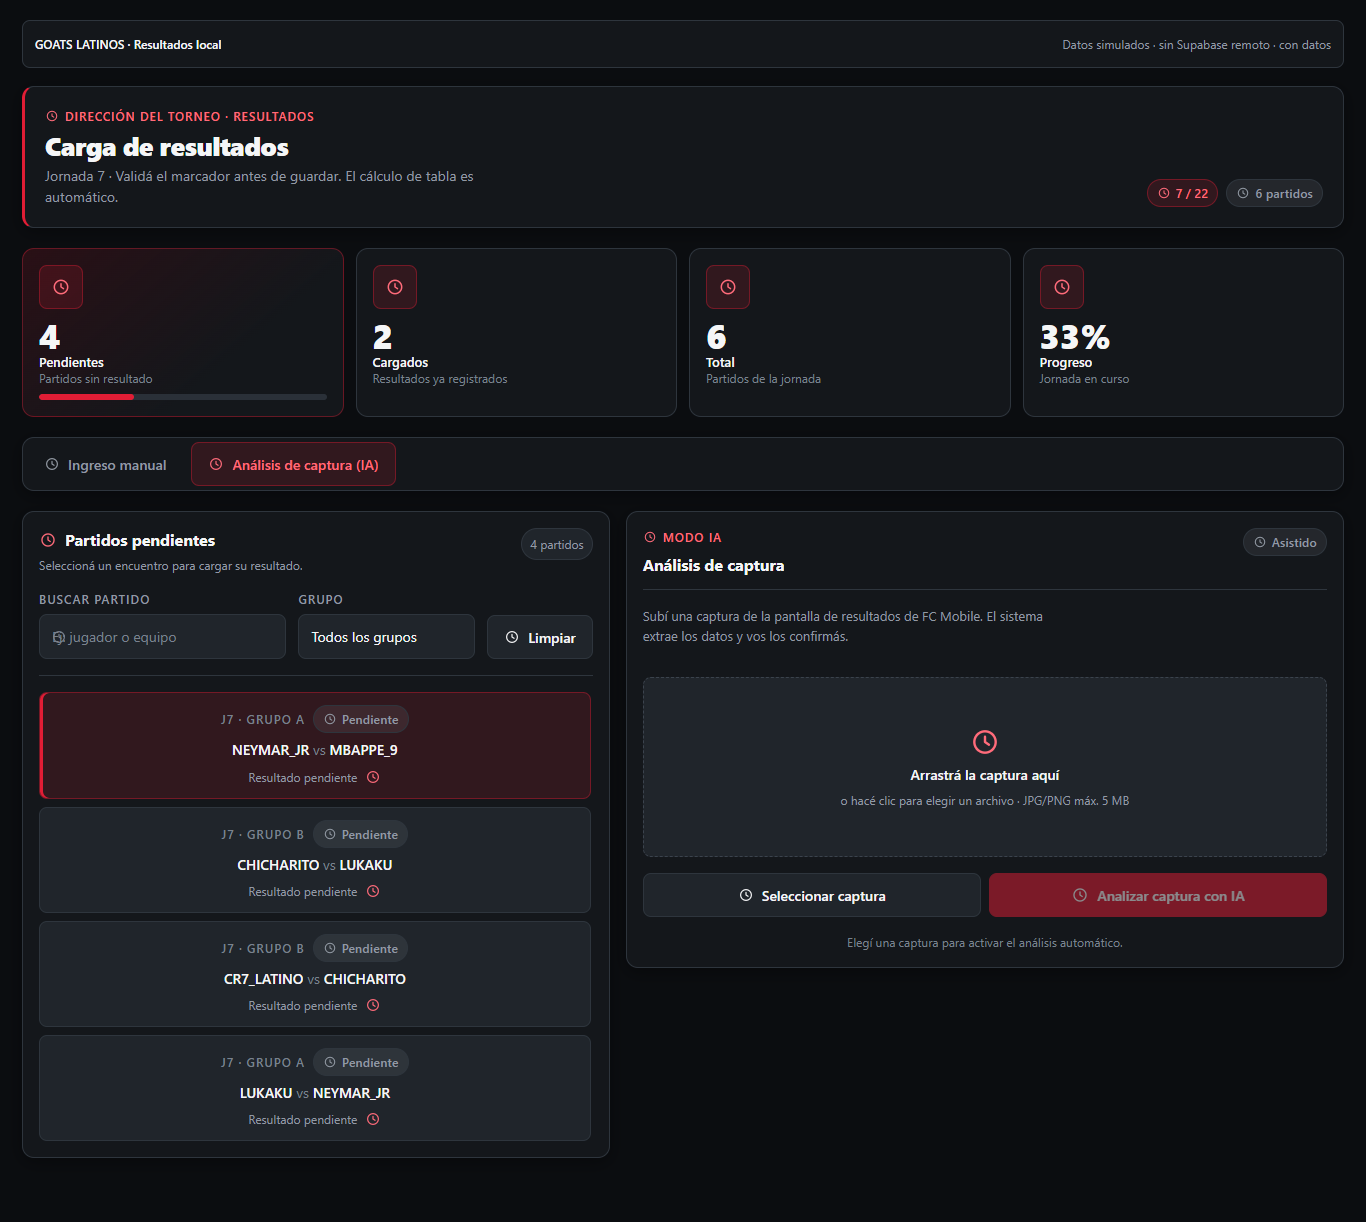 GOATS LATINOS · Resultados local
Datos simulados · sin Supabase remoto · con datos
DIRECCIÓN DEL TORNEO · RESULTADOS
Carga de resultados
Jornada 7 · Validá el marcador antes de guardar. El cálculo de tabla es
automático.
7 / 22
6 partidos
4
Pendientes
Partidos sin resultado
2
Cargados
Resultados ya registrados
6
Total
Partidos de la jornada
33%
Progreso
Jornada en curso
Ingreso manual
Análisis de captura (IA)
Partidos pendientes
4 partidos
Seleccioná un encuentro para cargar su resultado.
BUSCAR PARTIDO
GRUPO
jugador o equipo
Todos los grupos
Limpiar
J7 · GRUPO A
Pendiente
NEYMAR_JR vs MBAPPE_9
Resultado pendiente
J7 · GRUPO B
Pendiente
CHICHARITO vs LUKAKU
Resultado pendiente
J7 · GRUPO B
Pendiente
CR7_LATINO vs CHICHARITO
Resultado pendiente
J7 · GRUPO A
Pendiente
LUKAKU vs NEYMAR_JR
Resultado pendiente
MODO IA
Asistido
Análisis de captura
Subí una captura de la pantalla de resultados de FC Mobile. El sistema
extrae los datos y vos los confirmás.
Arrastrá la captura aquí
o hacé clic para elegir un archivo · JPG/PNG máx. 5 MB
Seleccionar captura
Analizar captura con IA
Elegí una captura para activar el análisis automático.